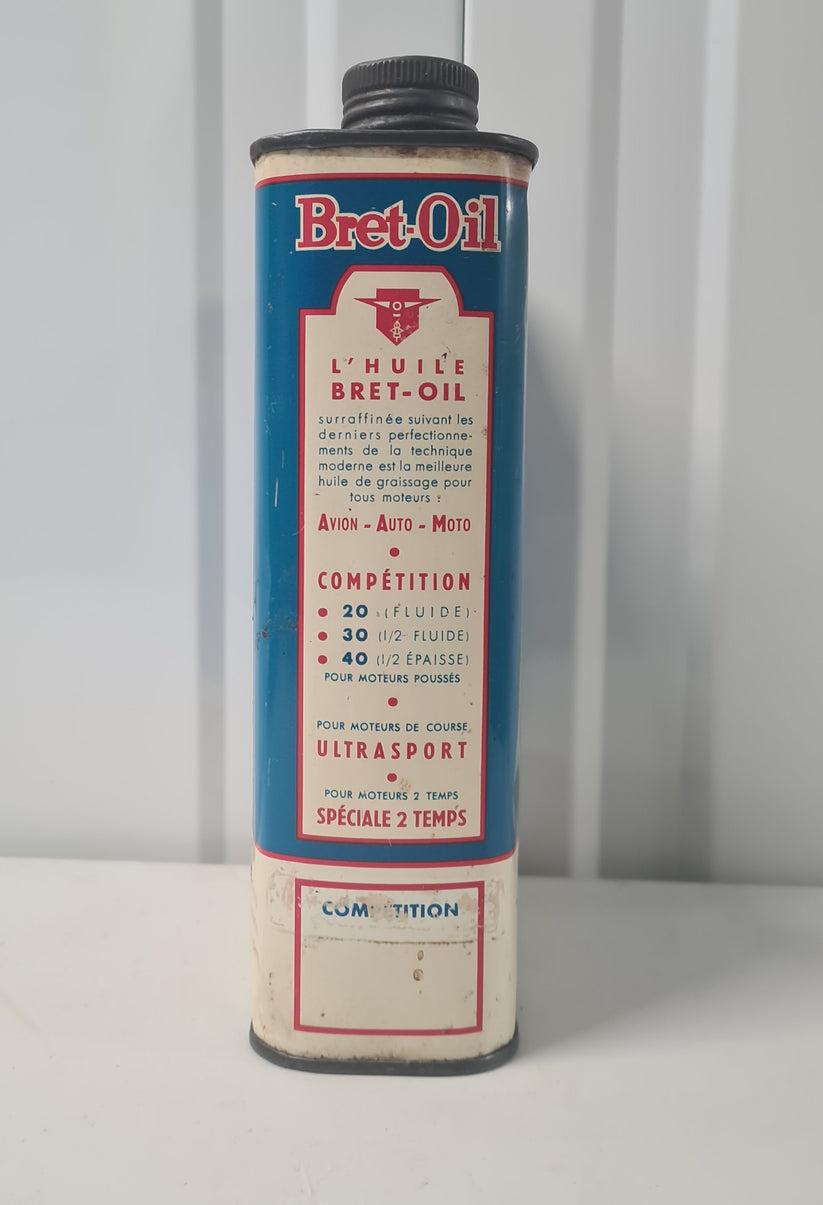 Bret-Oil
L'HUILE
BRET-OIL
surraffinée suivant les
derniers perfectionne-
ments de la technique
moderne est la meilleure
huile de graissage pour
tous moteurs :
AVION - AUTO - MOTO
COMPÉTITION
• 20 (FLUIDE)
• 30 (1/2 FLUIDE)
• 40 (1/2 ÉPAISSE)
POUR MOTEURS POUSSÉS
POUR MOTEURS DE COURSE
ULTRASPORT
POUR MOTEURS 2 TEMPS
SPÉCIALE 2 TEMPS
COMPÉTITION